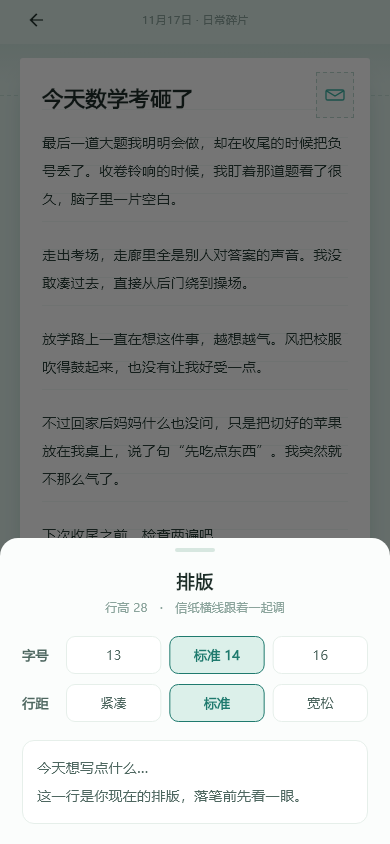 11月17日 · 日常碎片
今天数学考砸了
最后一道大题我明明会做，却在收尾的时候把负
号丢了。收卷铃响的时候，我盯着那道题看了很
久，脑子里一片空白。
走出考场，走廊里全是别人对答案的声音。我没
敢凑过去，直接从后门绕到操场。
放学路上一直在想这件事，越想越气。风把校服
吹得鼓起来，也没有让我好受一点。
不过回家后妈妈什么也没问，只是把切好的苹果
放在我桌上，说了句“先吃点东西”。我突然就
不那么气了。
下次收尾之前，检查两遍吧
排版
行高 28 · 信纸横线跟着一起调
字号 13 标准 14 16
行距 紧凑 标准 宽松
今天想写点什么…
这一行是你现在的排版，落笔前先看一眼。